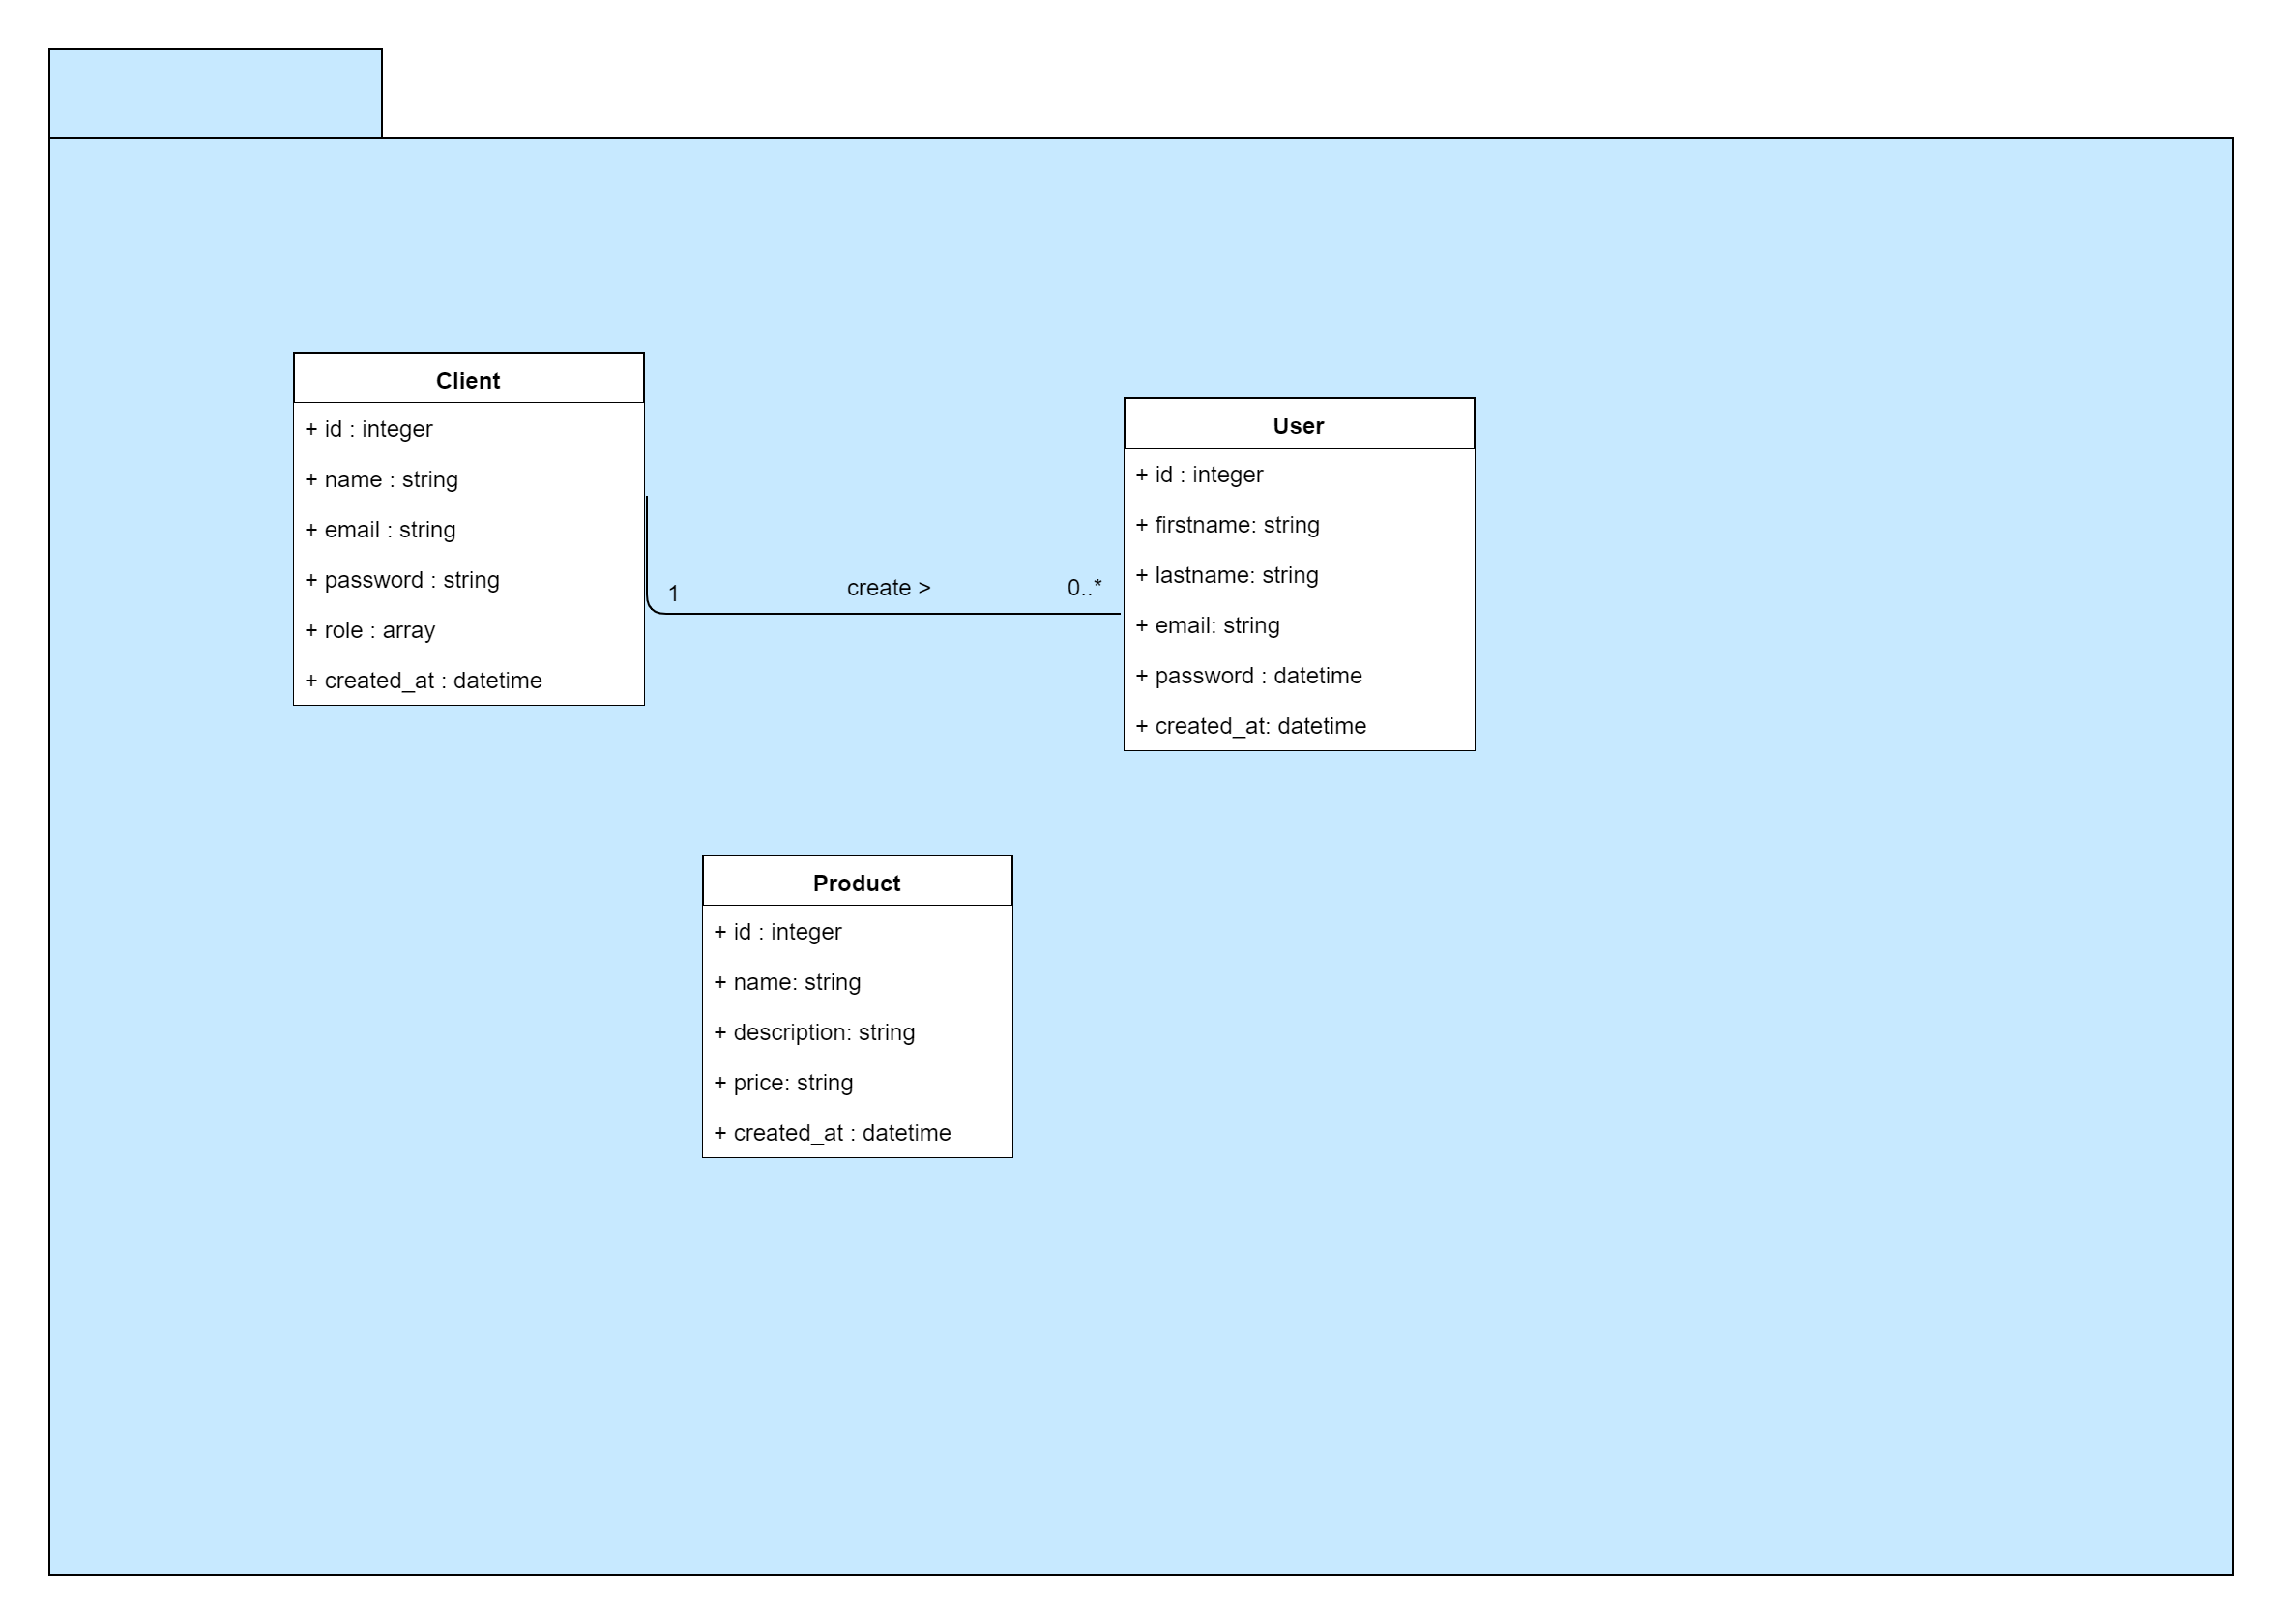 Client
+ id : integer
+ name : string
+ email : string
+ password : string
+ role : array
+ created_at : datetime
1
create >
0..*
User
+ id : integer
+ firstname: string
+ lastname: string
+ email: string
+ password : datetime
+ created_at: datetime
Product
+ id : integer
+ name: string
+ description: string
+ price: string
+ created_at : datetime